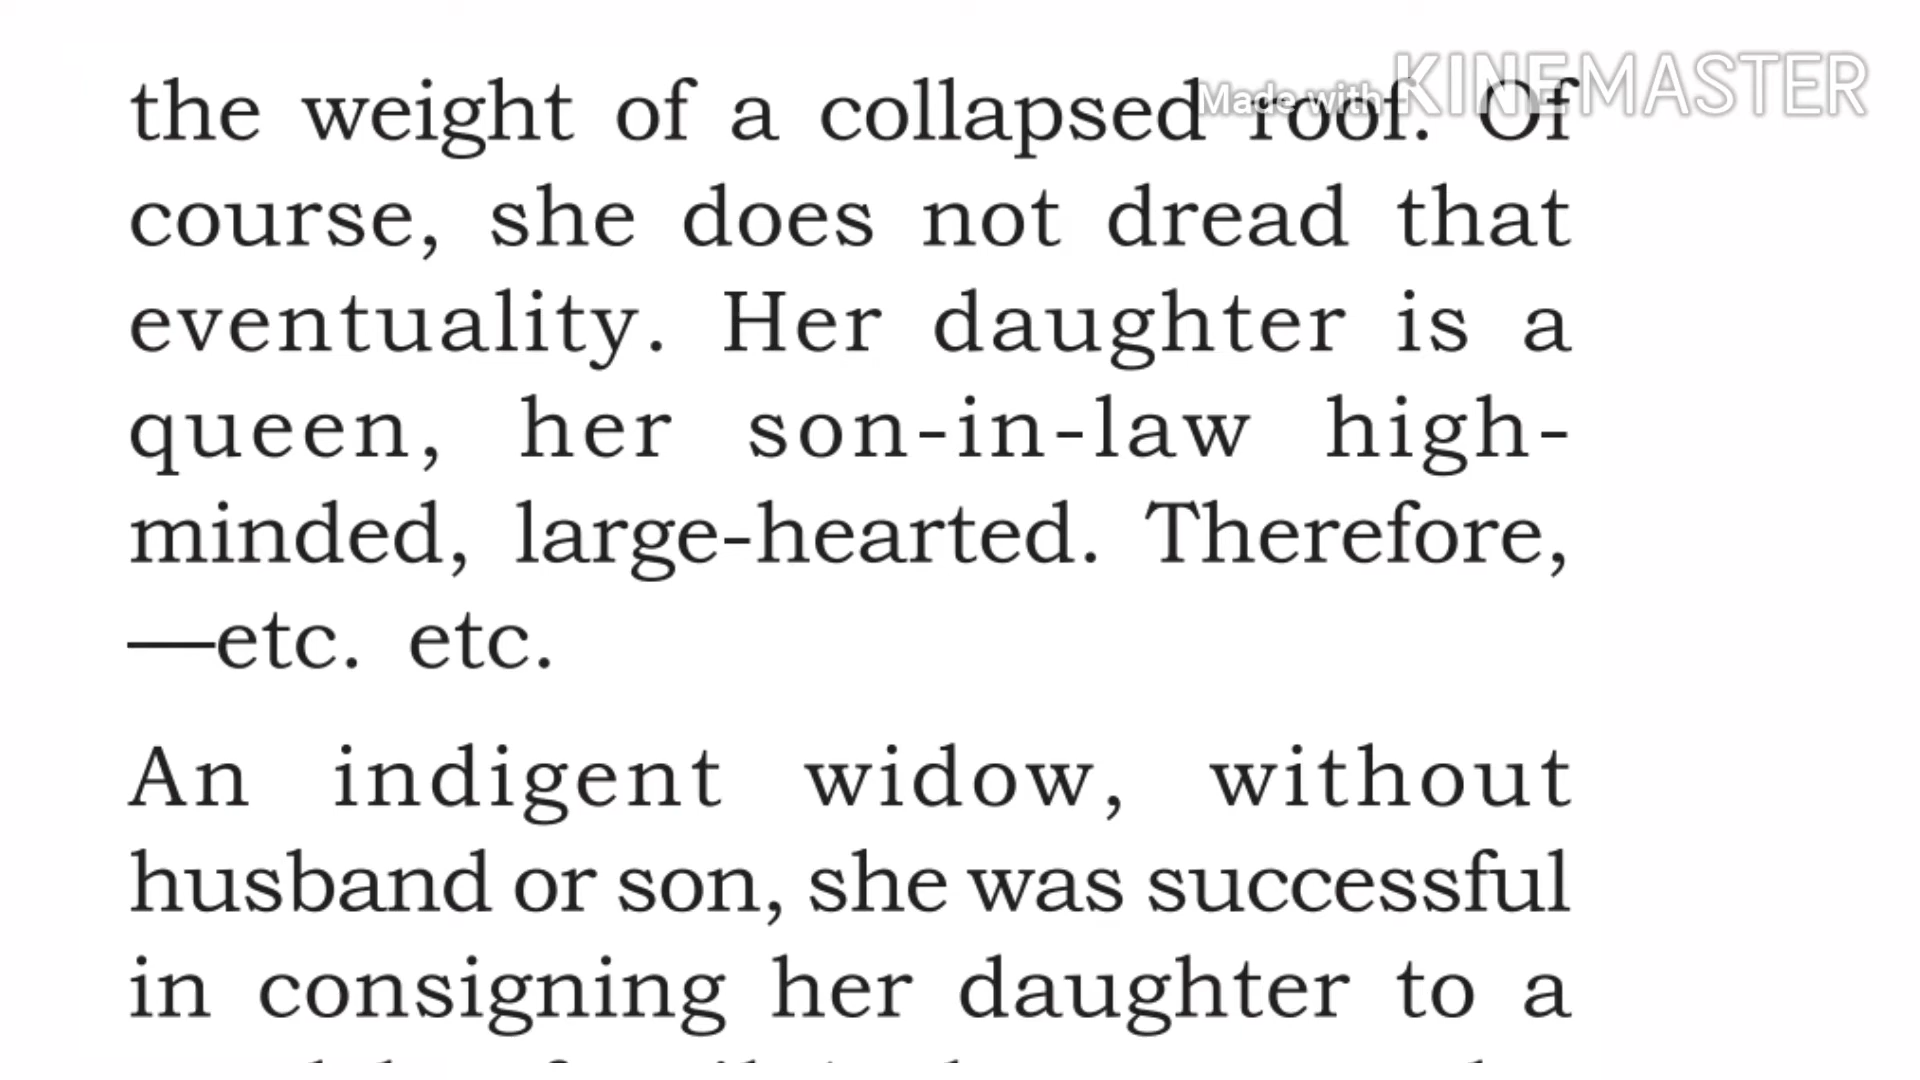 Made with KINEMASTER
the weight of a collapsed roof. Of
course, she does not dread that
eventuality. Her daughter is a
queen, her son-in-law high-
minded, large-hearted. Therefore,
—etc. etc.
An indigent widow, without
husband or son, she was successful
in consigning her daughter to a